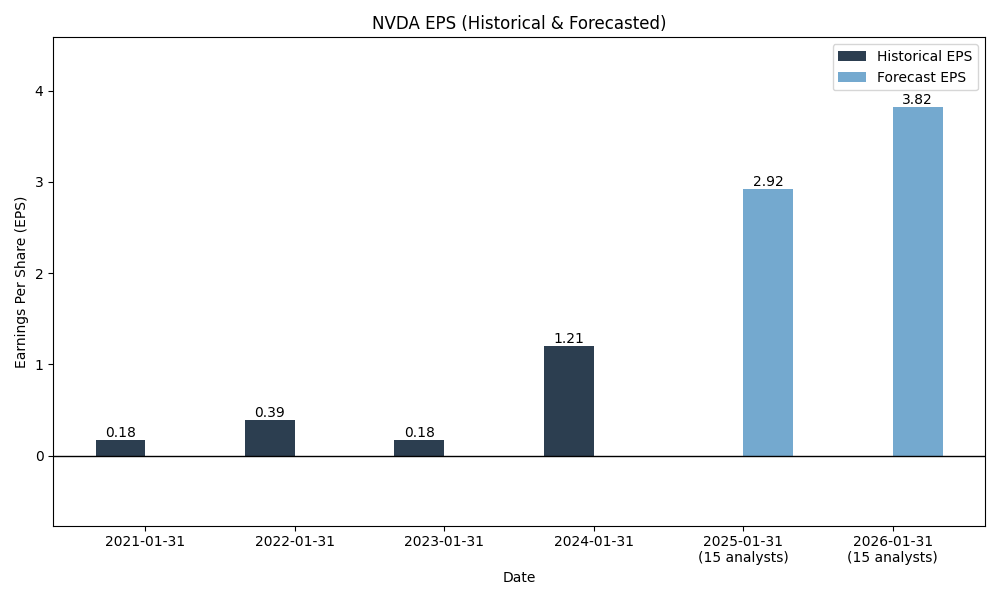 NVDA EPS (Historical & Forecasted)
Historical EPS
Forecast EPS
Earnings Per Share (EPS)
4
3
2
1
0
0.18
0.39
0.18
1.21
2.92
3.82
2021-01-31
2022-01-31
2023-01-31
2024-01-31
2025-01-31
(15 analysts)
2026-01-31
(15 analysts)
Date